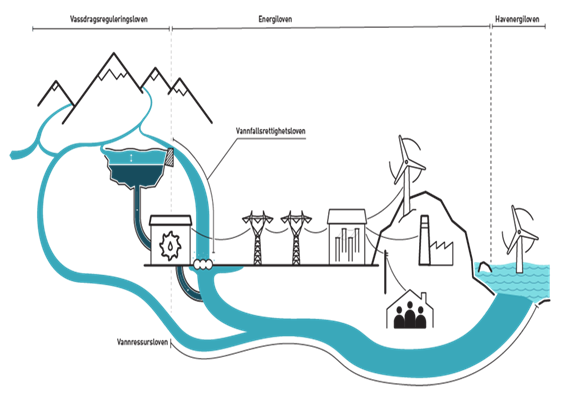 Vassdragsreguleringsloven
Energiloven
Havenergiloven
Vannfallsrettighetsloven
Vannressursloven